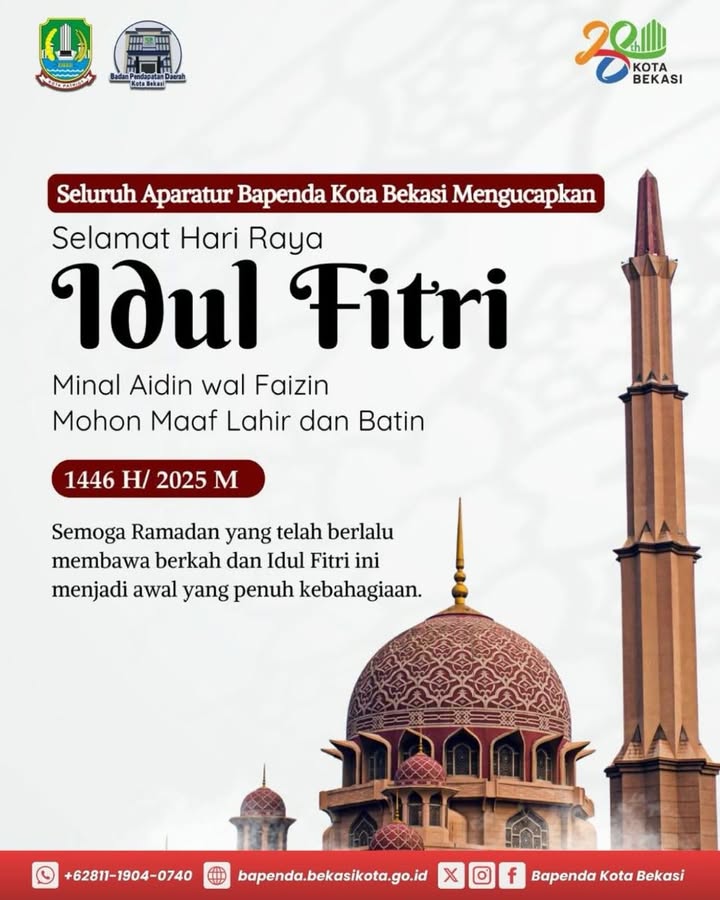 KOTA PATRIOT
Badan Pendapatan Daerah
Kota Bekasi
28th
KOTA
BEKASI
Seluruh Aparatur Bapenda Kota Bekasi Mengucapkan
Selamat Hari Raya
Idul Fitri
Minal Aidin wal Faizin
Mohon Maaf Lahir dan Batin
1446 H/ 2025 M
Semoga Ramadan yang telah berlalu
membawa berkah dan Idul Fitri ini
menjadi awal yang penuh kebahagiaan.
+62811-1904-0740 bapenda.bekasikota.go.id Bapenda Kota Bekasi